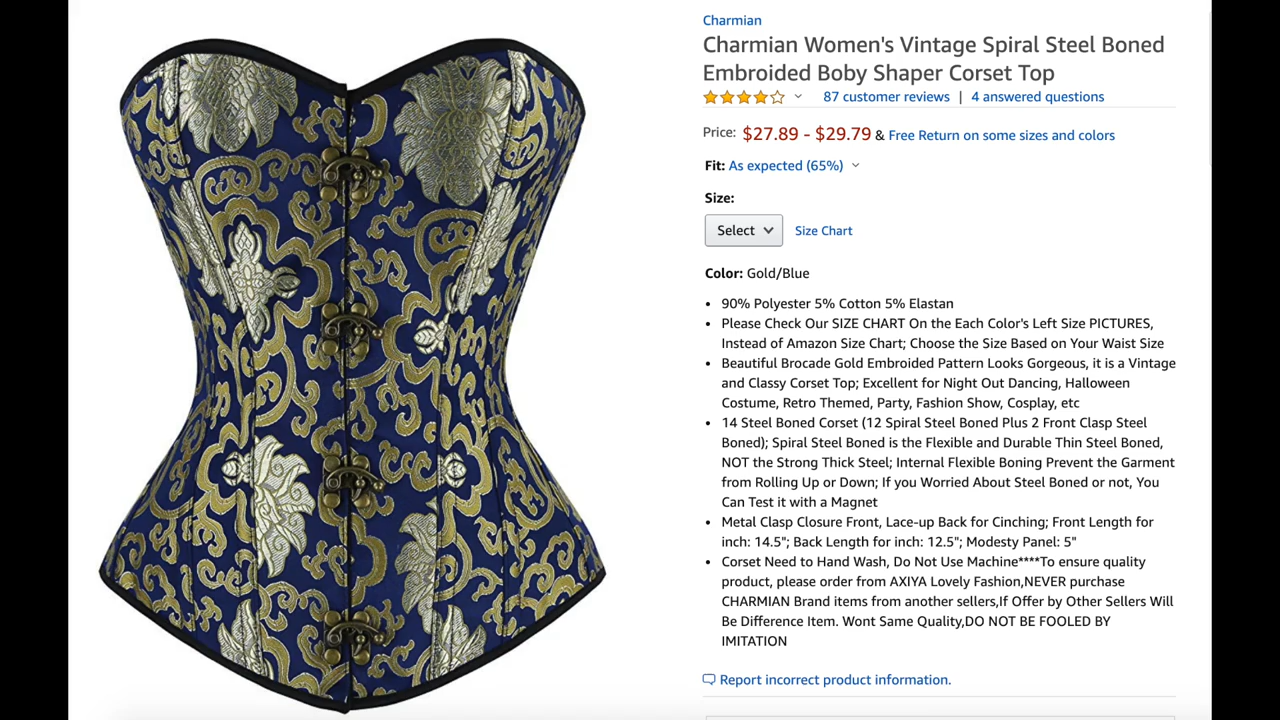 Charmian
Charmian Women's Vintage Spiral Steel Boned
Embroided Boby Shaper Corset Top
87 customer reviews | 4 answered questions
Price: $27.89 - $29.79 & Free Return on some sizes and colors
Fit: As expected (65%)
Size:
Select Size Chart
Color: Gold/Blue
• 90% Polyester 5% Cotton 5% Elastan
• Please Check Our SIZE CHART On the Each Color's Left Size PICTURES,
Instead of Amazon Size Chart; Choose the Size Based on Your Waist Size
• Beautiful Brocade Gold Embroided Pattern Looks Gorgeous, it is a Vintage
and Classy Corset Top; Excellent for Night Out Dancing, Halloween
Costume, Retro Themed, Party, Fashion Show, Cosplay, etc
• 14 Steel Boned Corset (12 Spiral Steel Boned Plus 2 Front Clasp Steel
Boned); Spiral Steel Boned is the Flexible and Durable Thin Steel Boned,
NOT the Strong Thick Steel; Internal Flexible Boning Prevent the Garment
from Rolling Up or Down; If you Worried About Steel Boned or not, You
Can Test it with a Magnet
• Metal Clasp Closure Front, Lace-up Back for Cinching; Front Length for
inch: 14.5"; Back Length for inch: 12.5"; Modesty Panel: 5"
• Corset Need to Hand Wash, Do Not Use Machine****To ensure quality
product, please order from AXIYA Lovely Fashion,NEVER purchase
CHARMIAN Brand items from another sellers,If Offer by Other Sellers Will
Be Difference Item. Wont Same Quality,DO NOT BE FOOLED BY
IMITATION
Report incorrect product information.